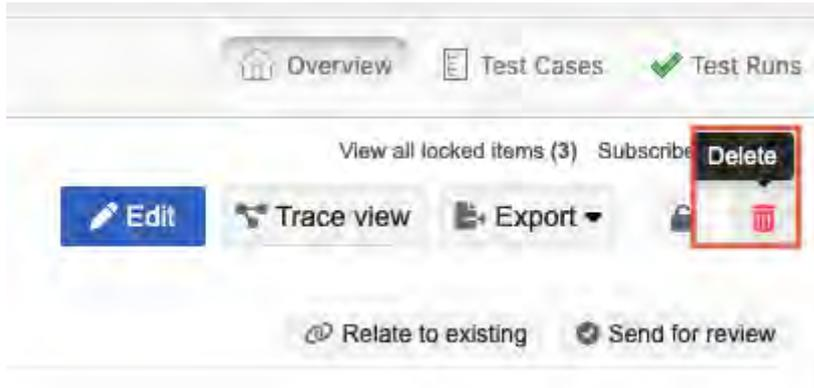 Overview Test Cases Test Runs
View all locked items (3) Subscribe Delete
Edit Trace view Export
Relate to existing Send for review